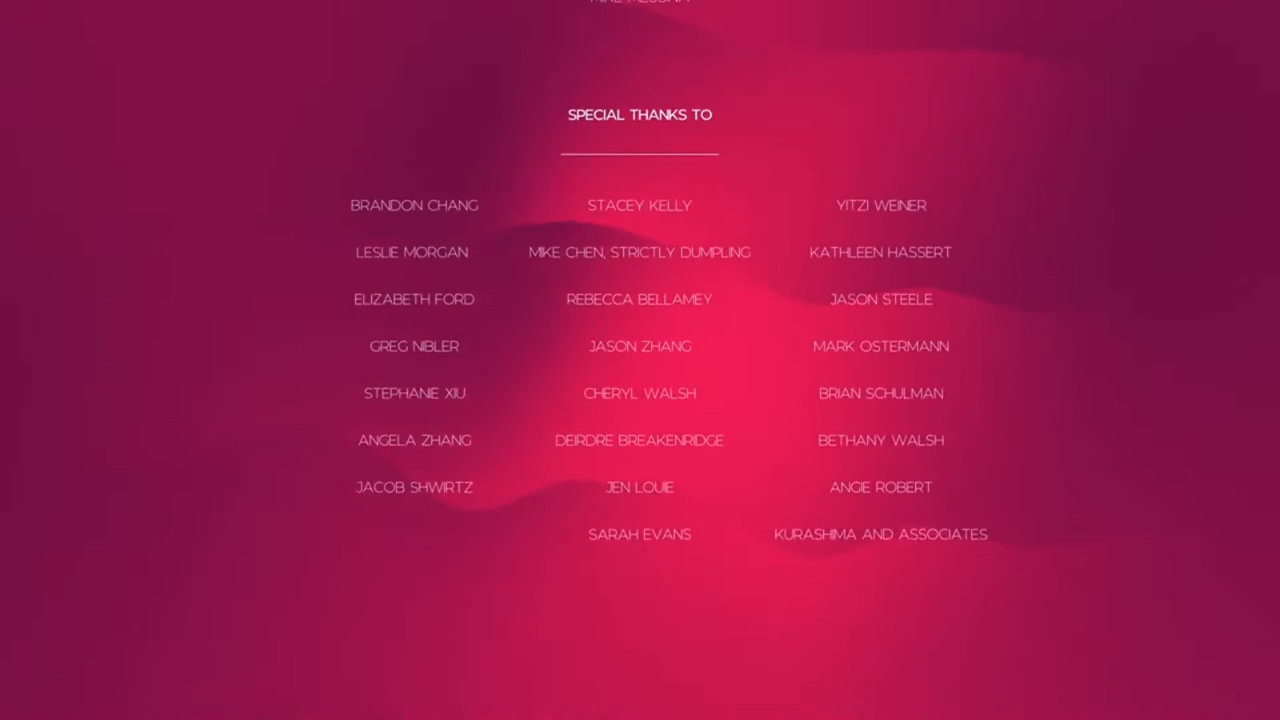 SPECIAL THANKS TO
BRANDON CHANG STACEY KELLY YITZI WEINER
LESLIE MORGAN MIKE CHEN, STRICTLY DUMPLING KATHLEEN HASSERT
ELIZABETH FORD REBECCA BELLAMEY JASON STEELE
GREG NIBLER JASON ZHANG MARK OSTERMANN
STEPHANIE XIU CHERYL WALSH BRIAN SCHULMAN
ANGELA ZHANG DEIRDRE BREAKENRIDGE BETHANY WALSH
JACOB SHWIRTZ JEN LOUIE ANGIE ROBERT
SARAH EVANS KURASHIMA AND ASSOCIATES